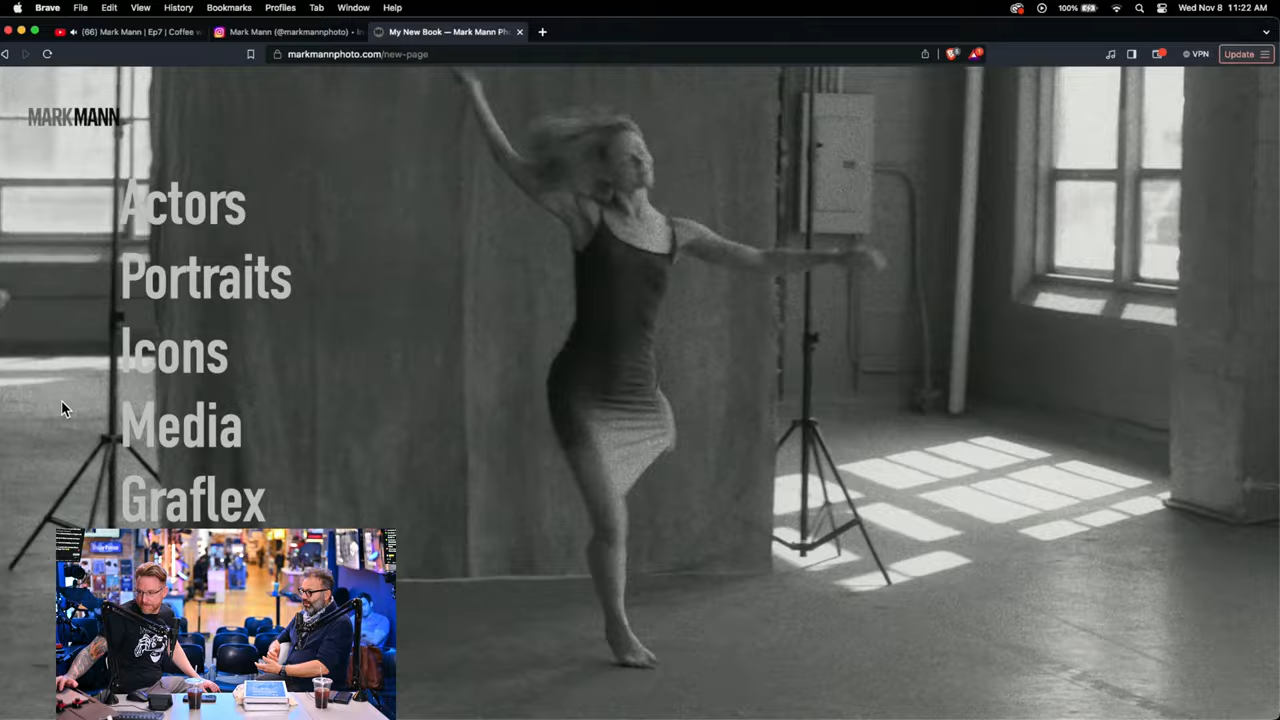 Brave File Edit View History Bookmarks Profiles Tab Window Help 100% Wed Nov 8 11:22 AM
(66) Mark Mann | Ep7 | Coffee w Mark Mann (@markmannphoto) • In My New Book — Mark Mann Ph
markmannphoto.com/new-page VPN Update
MARKMANN
Actors
Portraits
Icons
Media
Graflex